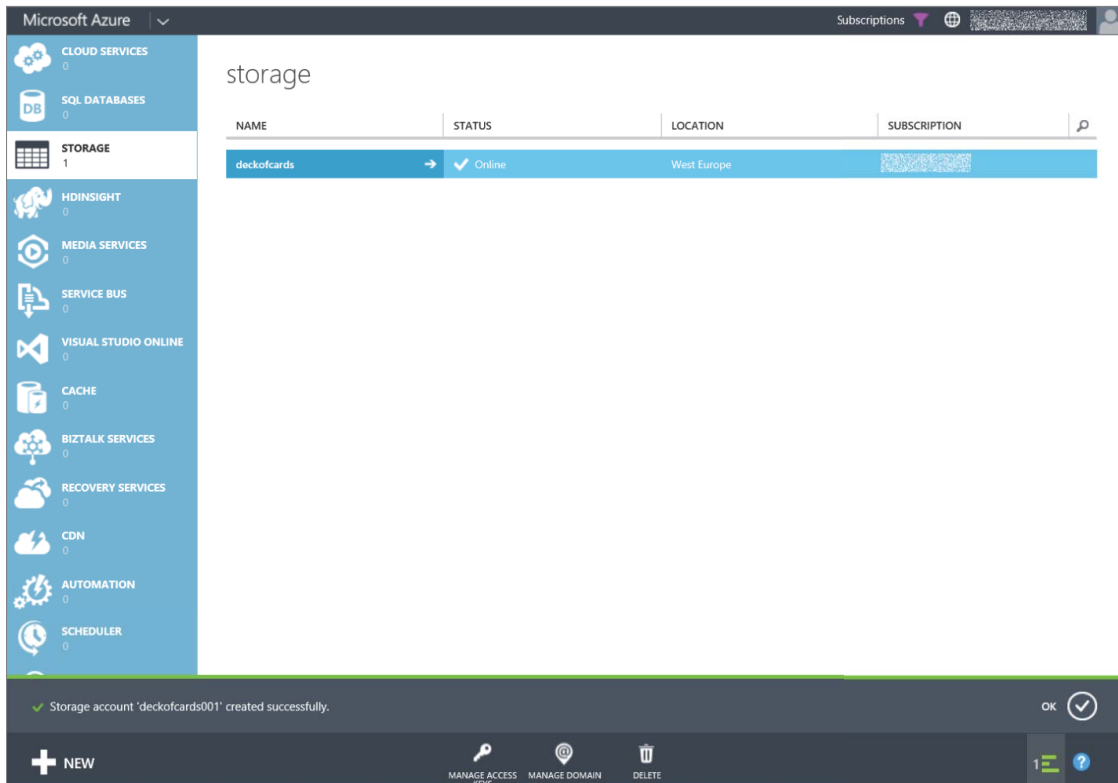 Microsoft Azure
Subscriptions
CLOUD SERVICES
0
SQL DATABASES
0
STORAGE
1
HDINSIGHT
0
MEDIA SERVICES
0
SERVICE BUS
0
VISUAL STUDIO ONLINE
0
CACHE
0
BIZTALK SERVICES
0
RECOVERY SERVICES
0
CDN
0
AUTOMATION
0
SCHEDULER
0
DB
storage
NAME STATUS LOCATION SUBSCRIPTION
deckofcards Online West Europe
Storage account 'deckofcards001' created successfully.
OK
NEW
MANAGE ACCESS
KEYS
MANAGE DOMAIN
DELETE
1
?